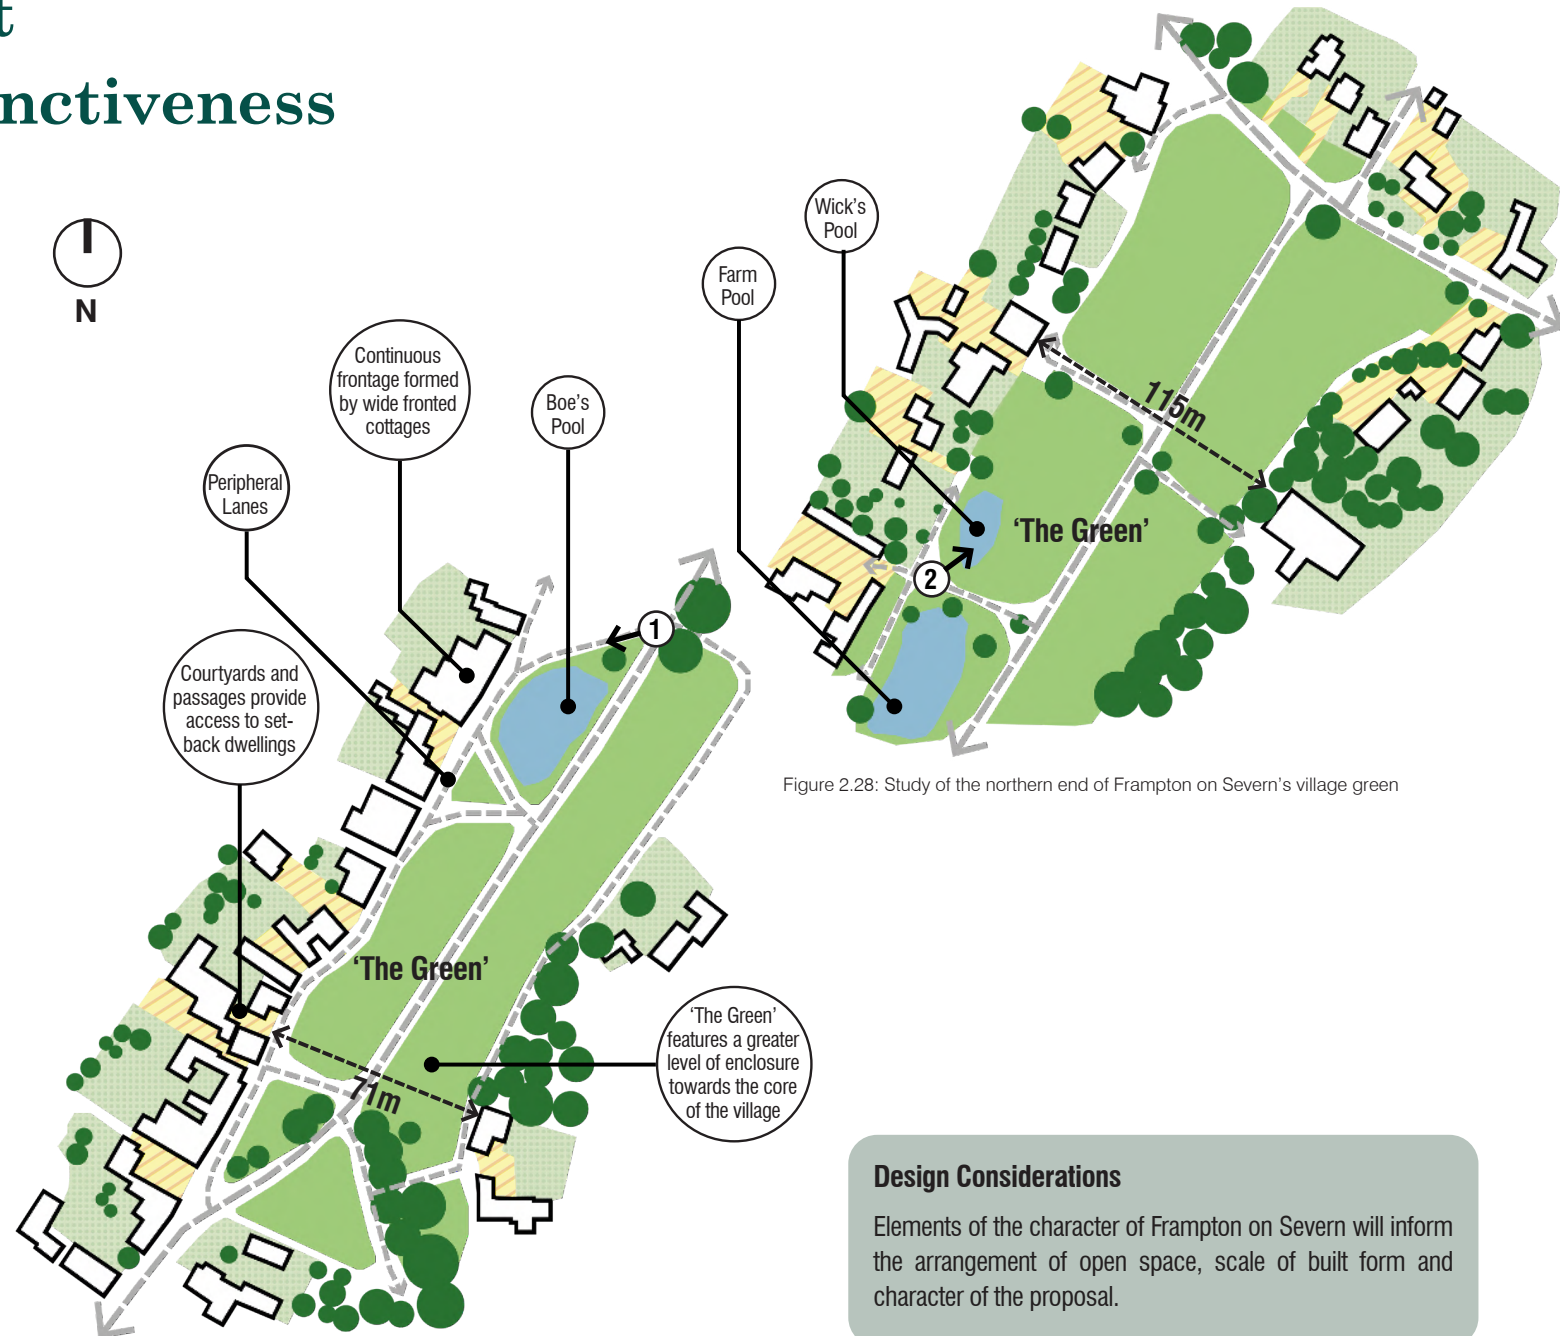 t
nctiveness
N
Wick's
Pool
Farm
Pool
Continuous
frontage formed
by wide fronted
cottages
Boe's
Pool
Peripheral
Lanes
Courtyards and
passages provide
access to set-
back dwellings
115m
'The Green'
2
1
Figure 2.28: Study of the northern end of Frampton on Severn's village green
'The Green'
71m
'The Green'
features a greater
level of enclosure
towards the core
of the village
Design Considerations
Elements of the character of Frampton on Severn will inform
the arrangement of open space, scale of built form and
character of the proposal.